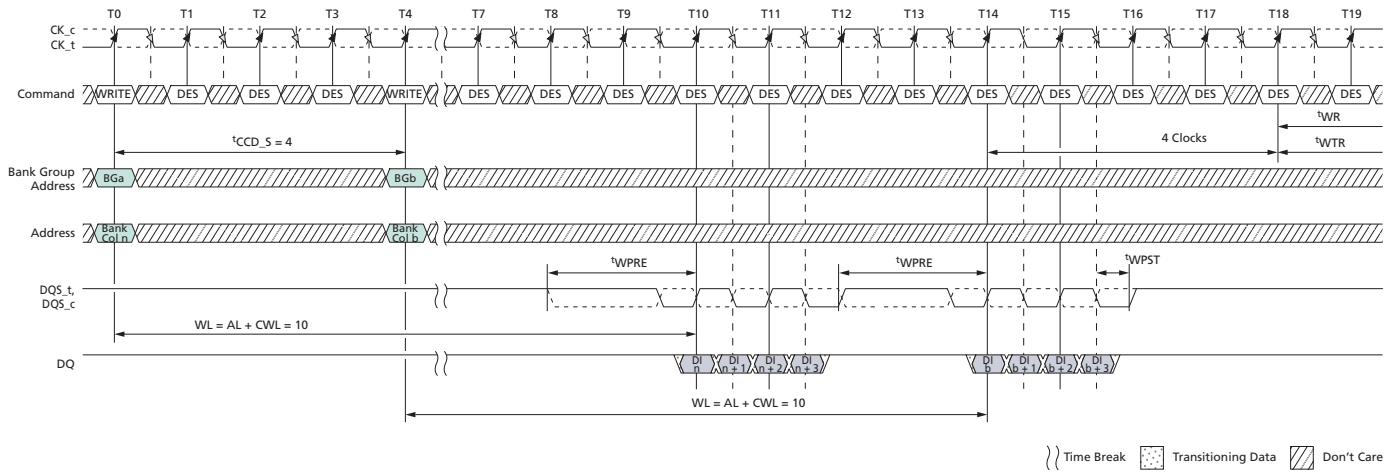 T0 T1 T2 T3 T4 T7 T8 T9 T10 T11 T12 T13 T14 T15 T16 T17 T18 T19
CK_c
CK_t
Command WRITE DES DES DES WRITE DES DES DES DES DES DES DES DES DES DES DES DES DES
tWR
tCCD_S = 4
4 Clocks
tWTR
Bank Group
Address
BGa BGb
Address
Bank
Col n
Bank
Col b
tWPRE tWPRE tWPST
DQS_t,
DQS_c
WL = AL + CWL = 10
DQ
DI
n
DI
n + 1
DI
n + 2
DI
n + 3
DI
b
DI
b + 1
DI
b + 2
DI
b + 3
WL = AL + CWL = 10
Time Break Transitioning Data Don't Care